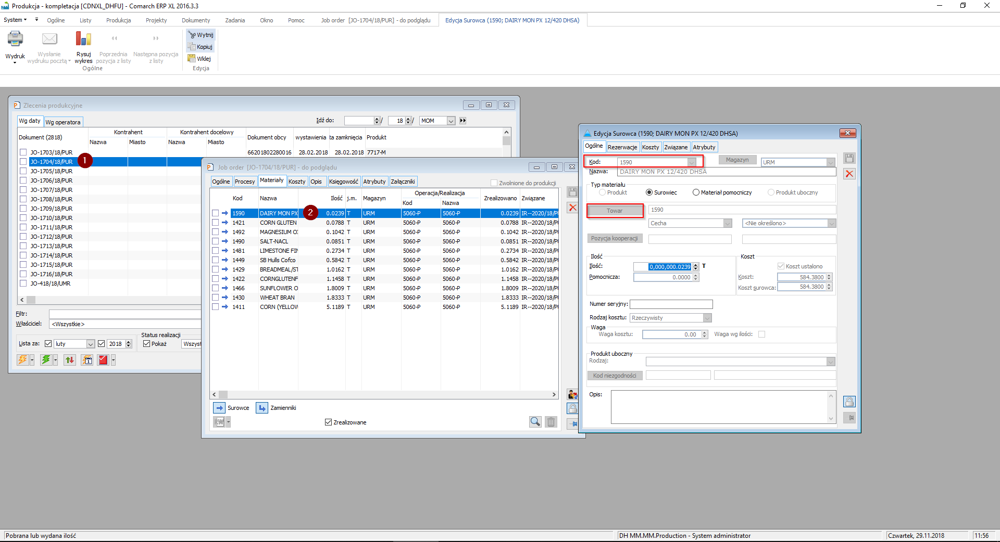 Produkcja - kompletacja [CDNXL_DHFU] - Comarch ERP XL 2016.3.3
System Ogólne Listy Produkcja Projekty Dokumenty Zadania Okno Pomoc Job order [JO-1704/18/PUR] - do podglądu Edycja Surowca (1590; DAIRY MON PX 12/420 DHSA)
Wydruk
Wysłanie wydruku pocztą
Rysuj wykres
Poprzednia pozycja z listy
Następna pozycja z listy
Ogólne
Wytnij
Kopiuj
Wklej
Edycja
Zlecenia produkcyjne
Wg daty Wg operatora
Idź do: / 18 / MOM
Dokument (2818) Kontrahent Kontrahent docelowy Dokument obcy wystawienia ta zamknięcia Produkt
Nazwa Miasto Nazwa Miasto
JO-1703/18/PUR 66201802280016 28.02.2018 28.02.2018 7717-M
JO-1704/18/PUR 1
JO-1705/18/PUR
JO-1706/18/PUR
JO-1707/18/PUR
JO-1708/18/PUR
JO-1709/18/PUR
JO-1710/18/PUR
JO-1711/18/PUR
JO-1712/18/PUR
JO-1713/18/PUR
JO-1714/18/PUR
JO-1715/18/PUR
JO-1716/18/PUR
JO-418/18/UMR
Filtr:
Właściciel: <Wszystkie>
Lista za: luty 2018
Status realizacji
Pokaż Wszyst
1
Job order [JO-1704/18/PUR] - do podglądu
Ogólne Procesy Materiały Koszty Opis Księgowość Atrybuty Załączniki
Zwolnione do produkcji
Kod Nazwa Ilość j.m. Magazyn Operacja/Realizacja Zrealizowano Związane
Kod Nazwa
1590 DAIRY MON PX 2 0.0239 T URM 5060-P 5060-P 0.0239 IR--2020/18/PU
1421 CORN GLUTEN 0.0788 T URM 5060-P 5060-P 0.0788 IR--2020/18/PU
1492 MAGNESIUM OX 0.1042 T URM 5060-P 5060-P 0.1042 IR--2020/18/PU
1490 SALT-NACL 0.0851 T URM 5060-P 5060-P 0.0851 IR--2020/18/PU
1481 LIMESTONE FIN 0.2734 T URM 5060-P 5060-P 0.2734 IR--2020/18/PU
1449 SB Hulls Cofco 0.5842 T URM 5060-P 5060-P 0.5842 IR--2020/18/PU
1429 BREADMEAL/ST 1.0162 T URM 5060-P 5060-P 1.0162 IR--2020/18/PU
1422 CORNGLUTENF 1.1458 T URM 5060-P 5060-P 1.1458 IR--2020/18/PU
1466 SUNFLOWER O 1.8009 T URM 5060-P 5060-P 1.8009 IR--2020/18/PU
1430 WHEAT BRAN 1.8333 T URM 5060-P 5060-P 1.8333 IR--2020/18/PU
1411 CORN (YELLOW 5.1189 T URM 5060-P 5060-P 5.1189 IR--2020/18/PU
Surowce Zamienniki
RW Zrealizowane
Edycja Surowca (1590; DAIRY MON PX 12/420 DHSA)
Ogólne Rezerwacje Koszty Związane Atrybuty
Kod: 1590 Magazyn URM
Nazwa: DAIRY MON PX 12/420 DHSA
Typ materiału
Produkt Surowiec Materiał pomocniczy Produkt uboczny
Towar 1590
Cecha <Nie określono>
Pozycja kooperacji
Ilość Koszt
Ilość: 0,000,000.0239 T Koszt ustalono
Pomocnicza: 0.0000 Koszt: 584.3800
Koszt surowca: 584.3800
Numer seryjny:
Rodzaj kosztu: Rzeczywisty
Waga
Waga kosztu: 0.00 Waga wg ilości:
Produkt uboczny
Rodzaj:
Kod niezgodności
Opis:
Pobrana lub wydana ilość DH MM.MM.Production - System administrator Czwartek, 29.11.2018 11:56